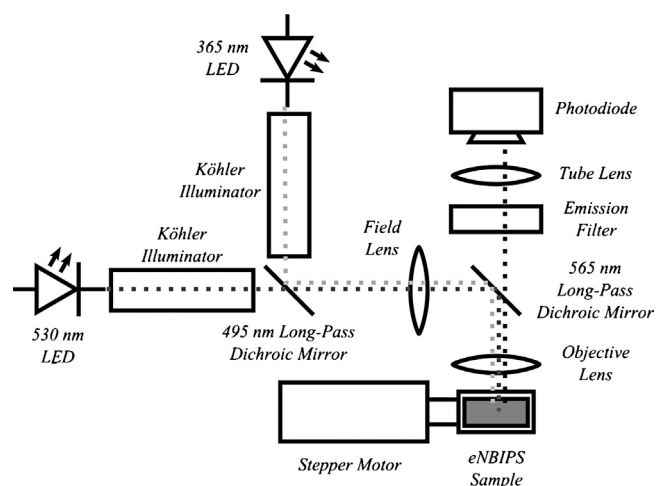 365 nm
LED
Photodiode
Köhler
Illuminator
Tube Lens
Köhler
Illuminator
Field
Lens
Emission
Filter
565 nm
Long-Pass
Dichroic Mirror
530 nm
LED
495 nm Long-Pass
Dichroic Mirror
Objective
Lens
Stepper Motor
eNBIPS
Sample